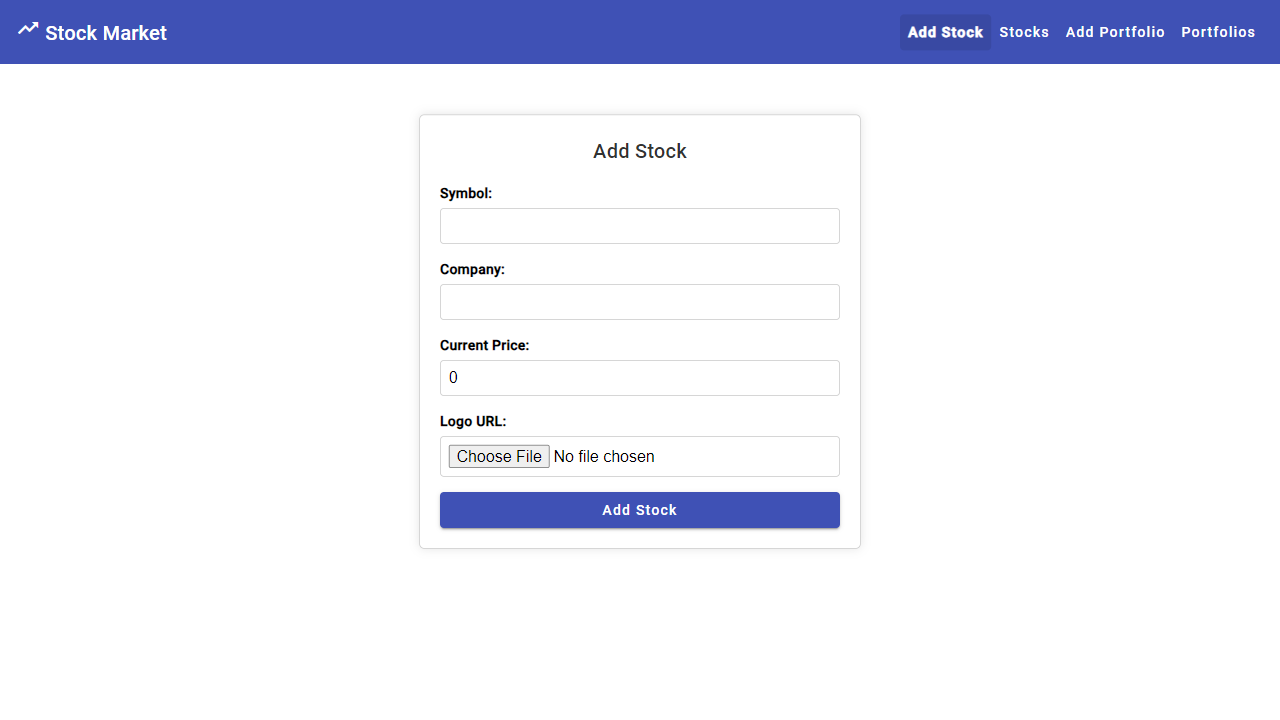 Stock Market
Add Stock Stocks Add Portfolio Portfolios
Add Stock
Symbol:
Company:
Current Price:
0
Logo URL:
Choose File No file chosen
Add Stock